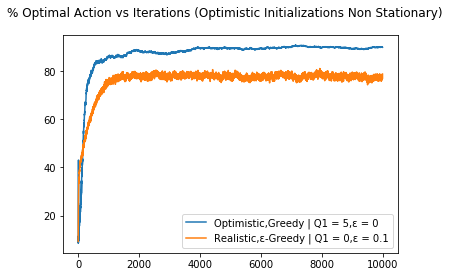 % Optimal Action vs Iterations (Optimistic Initializations Non Stationary)
80
60
40
20
Optimistic,Greedy | Q1 = 5,ε = 0
Realistic,ε-Greedy | Q1 = 0,ε = 0.1
0 2000 4000 6000 8000 10000